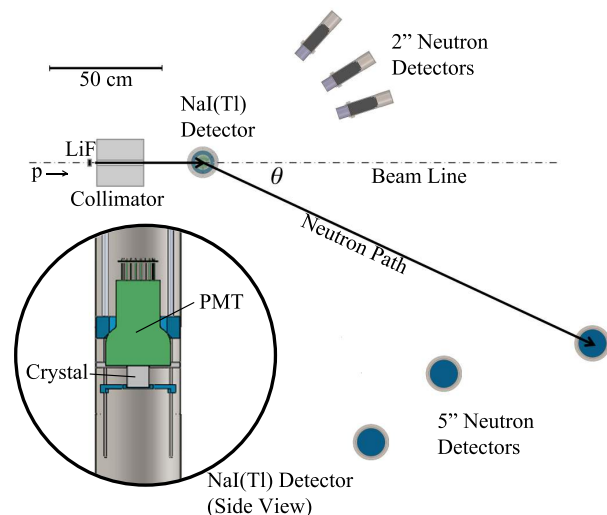 2” Neutron
Detectors
50 cm
NaI(Tl)
Detector
LiF
p
θ
Beam Line
Collimator
Neutron Path
PMT
Crystal
5” Neutron
Detectors
NaI(Tl) Detector
(Side View)